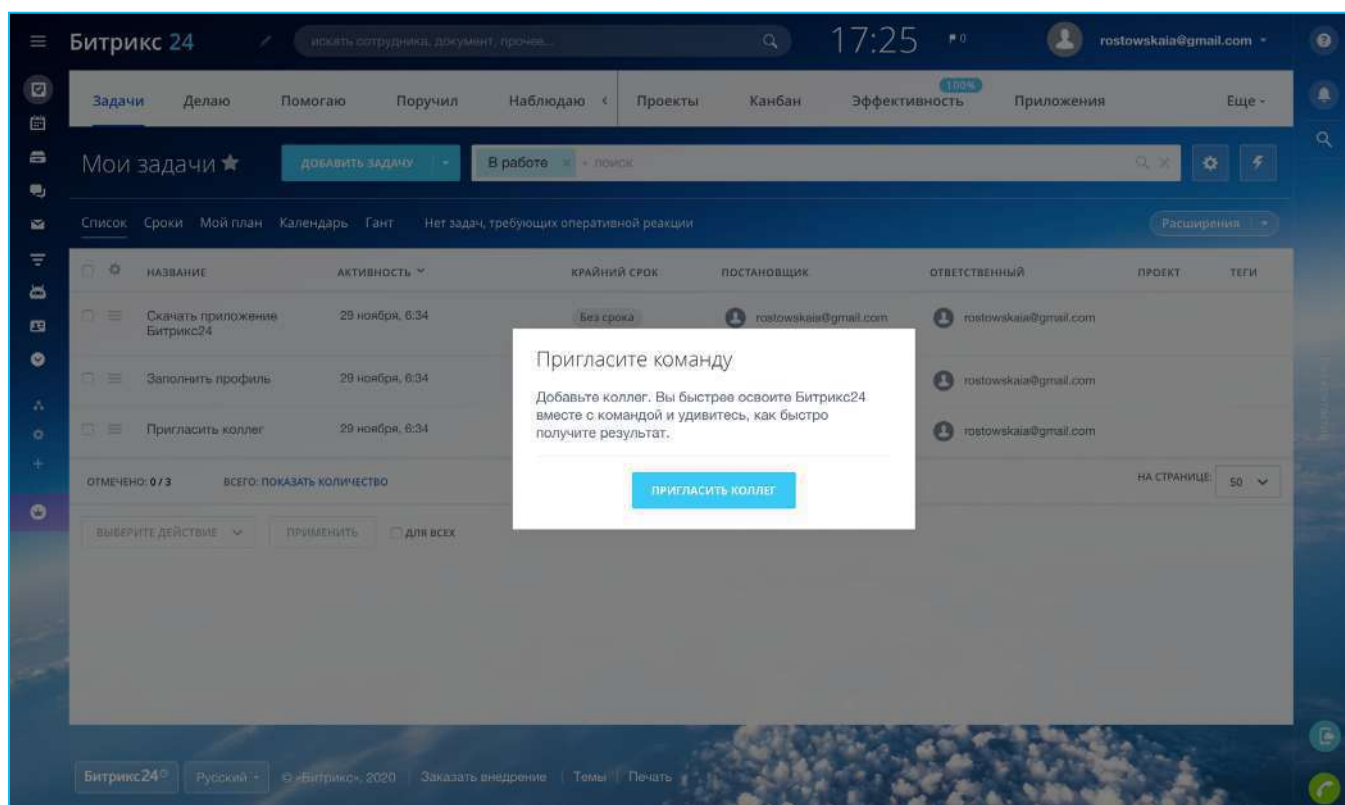 Битрикс 24
искать сотрудника, документ, прочее...
17:25
0
rostowskaia@gmail.com
Задачи Делаю Помогаю Поручил Наблюдаю Проекты Канбан Эффективность 100% Приложения Еще
Мои задачи
ДОБАВИТЬ ЗАДАЧУ
В работе × + поиск
Список Сроки Мой план Календарь Гант Нет задач, требующих оперативной реакции
Расширения
НАЗВАНИЕ АКТИВНОСТЬ КРАЙНИЙ СРОК ПОСТАНОВЩИК ОТВЕТСТВЕННЫЙ ПРОЕКТ ТЕГИ
Скачать приложение
Битрикс24
29 ноября, 6:34 Без срока rostowskaia@gmail.com rostowskaia@gmail.com
Заполнить профиль 29 ноября, 6:34 rostowskaia@gmail.com
Пригласить коллег 29 ноября, 6:34 rostowskaia@gmail.com
Пригласите команду
Добавьте коллег. Вы быстрее освоите Битрикс24
вместе с командой и удивитесь, как быстро
получите результат.
ПРИГЛАСИТЬ КОЛЛЕГ
ОТМЕЧЕНО: 0 / 3 ВСЕГО: ПОКАЗАТЬ КОЛИЧЕСТВО
НА СТРАНИЦЕ: 50
ВЫБЕРИТЕ ДЕЙСТВИЕ ПРИМЕНИТЬ ДЛЯ ВСЕХ
Битрикс24 Русский © «Битрикс», 2020 Заказать внедрение Темы Печать